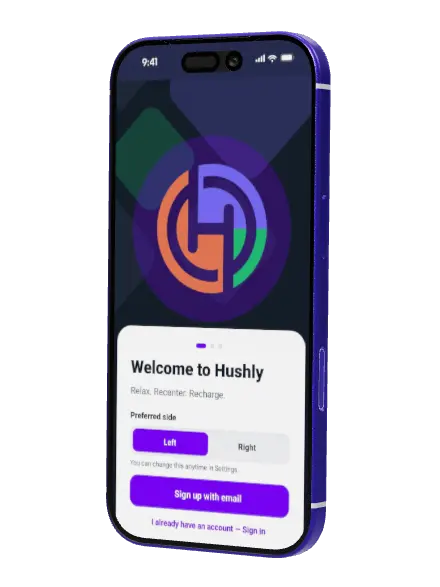 9:41
Welcome to Hushly
Relax. Recenter. Recharge.
Preferred side
Left Right
You can change this anytime in Settings.
Sign up with email
I already have an account — Sign in